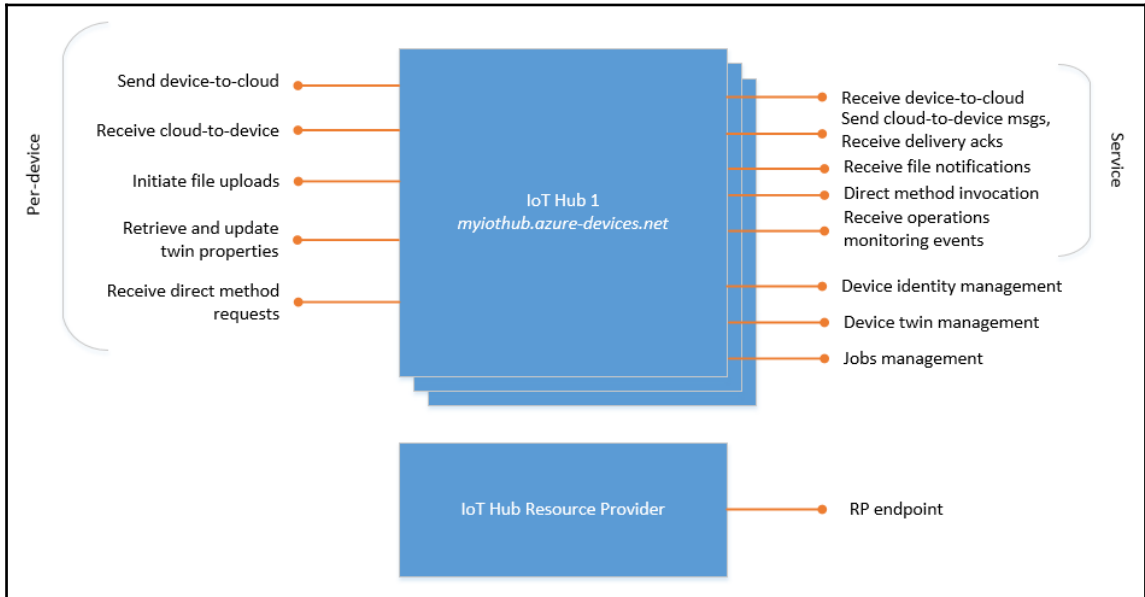 Per-device
Send device-to-cloud
Receive cloud-to-device
Initiate file uploads
Retrieve and update
twin properties
Receive direct method
requests
IoT Hub 1
myiothub.azure-devices.net
Receive device-to-cloud
Send cloud-to-device msgs,
Receive delivery acks
Receive file notifications
Direct method invocation
Receive operations
monitoring events
Service
Device identity management
Device twin management
Jobs management
IoT Hub Resource Provider
RP endpoint